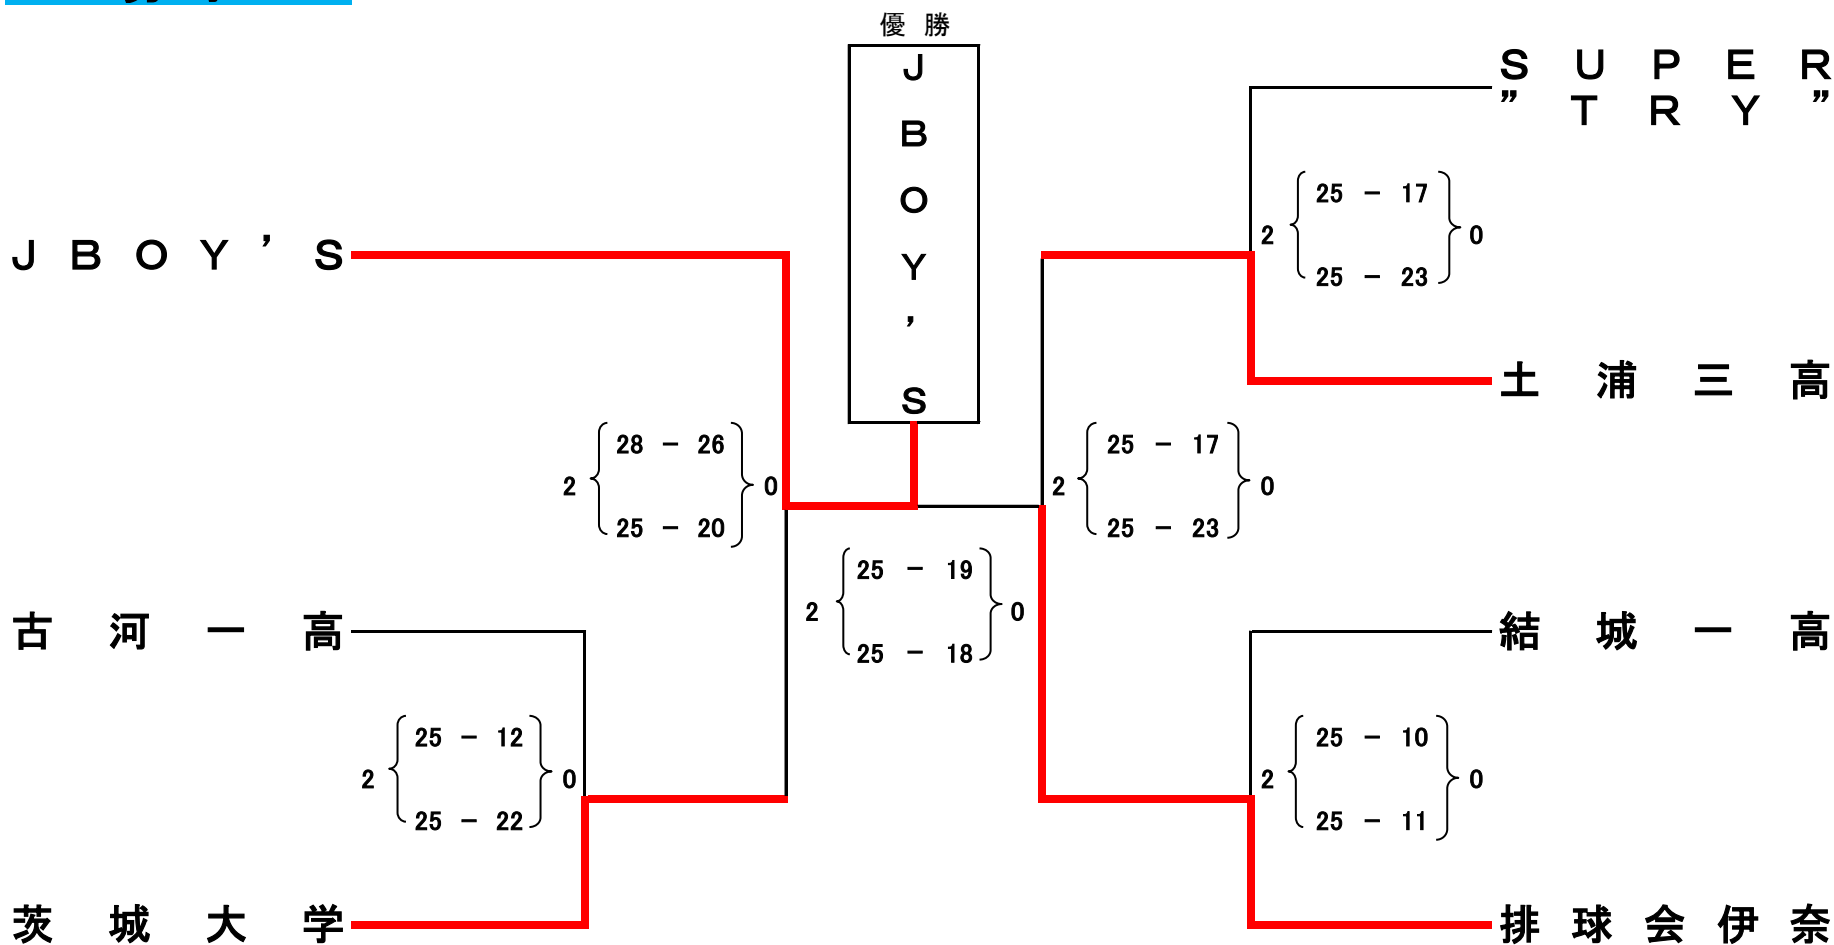 優勝
ＪＢＯＹ’Ｓ
ＳＵＰＥＲ
”ＴＲＹ”
25 － 17
2 0
25 － 23
ＪＢＯＹ’Ｓ
土浦三高
28 － 26
2 0
25 － 20
25 － 17
2 0
25 － 23
25 － 19
2 0
25 － 18
古河一高
結城一高
25 － 12
2 0
25 － 22
25 － 10
2 0
25 － 11
茨城大学
排球会伊奈